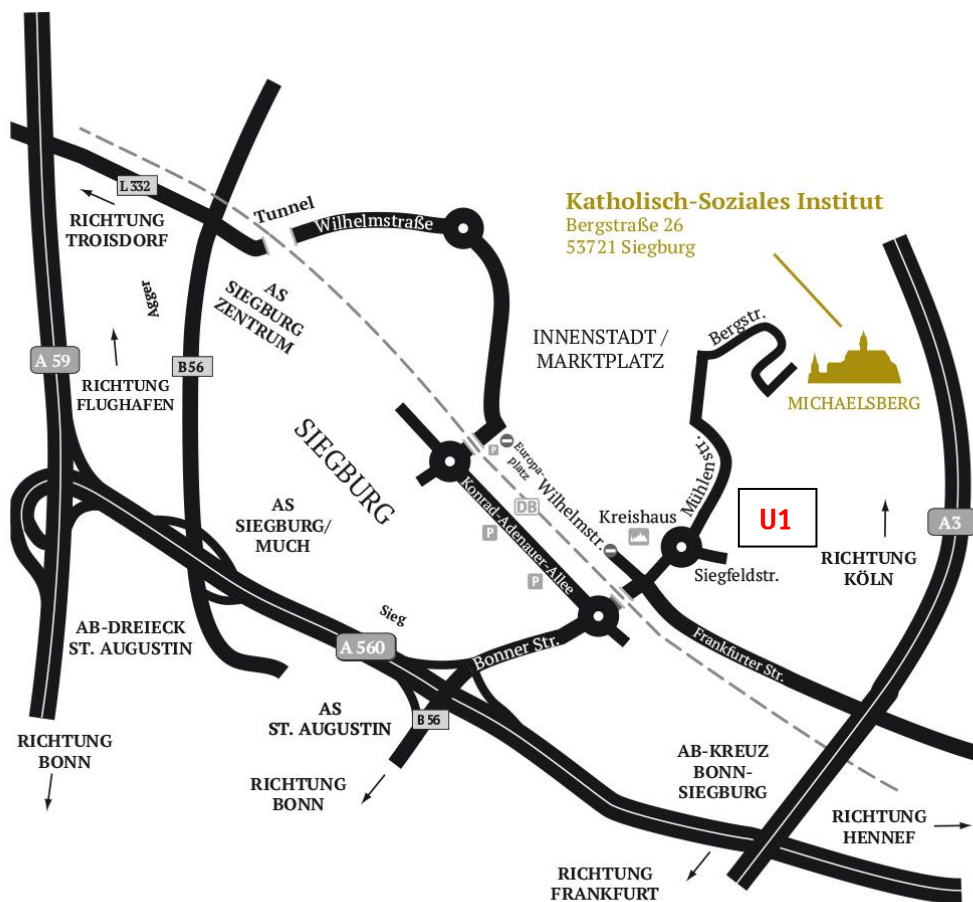 L 332
RICHTUNG
TROISDORF
Tunnel
Wilhelmstraße
Katholisch-Soziales Institut
Bergstraße 26
53721 Siegburg
Agger
AS
SIEGBURG
ZENTRUM
INNENSTADT /
MARKTPLATZ
Bergstr.
A 59
B 56
RICHTUNG
FLUGHAFEN
MICHAELSBERG
SIEGBURG
P
Europa-
platz
Mühlenstr.
AS
SIEGBURG/
MUCH
Konrad-Adenauer-Allee
DB
Wilhelmstr.
Kreishaus
U1
A3
P
RICHTUNG
KÖLN
Siegfeldstr.
P
Sieg
AB-DREIECK
ST. AUGUSTIN
A 560
Bonner Str.
Frankfurter Str.
AS
ST. AUGUSTIN
B 56
RICHTUNG
BONN
RICHTUNG
BONN
AB-KREUZ
BONN-
SIEGBURG
RICHTUNG
HENNEF
RICHTUNG
FRANKFURT